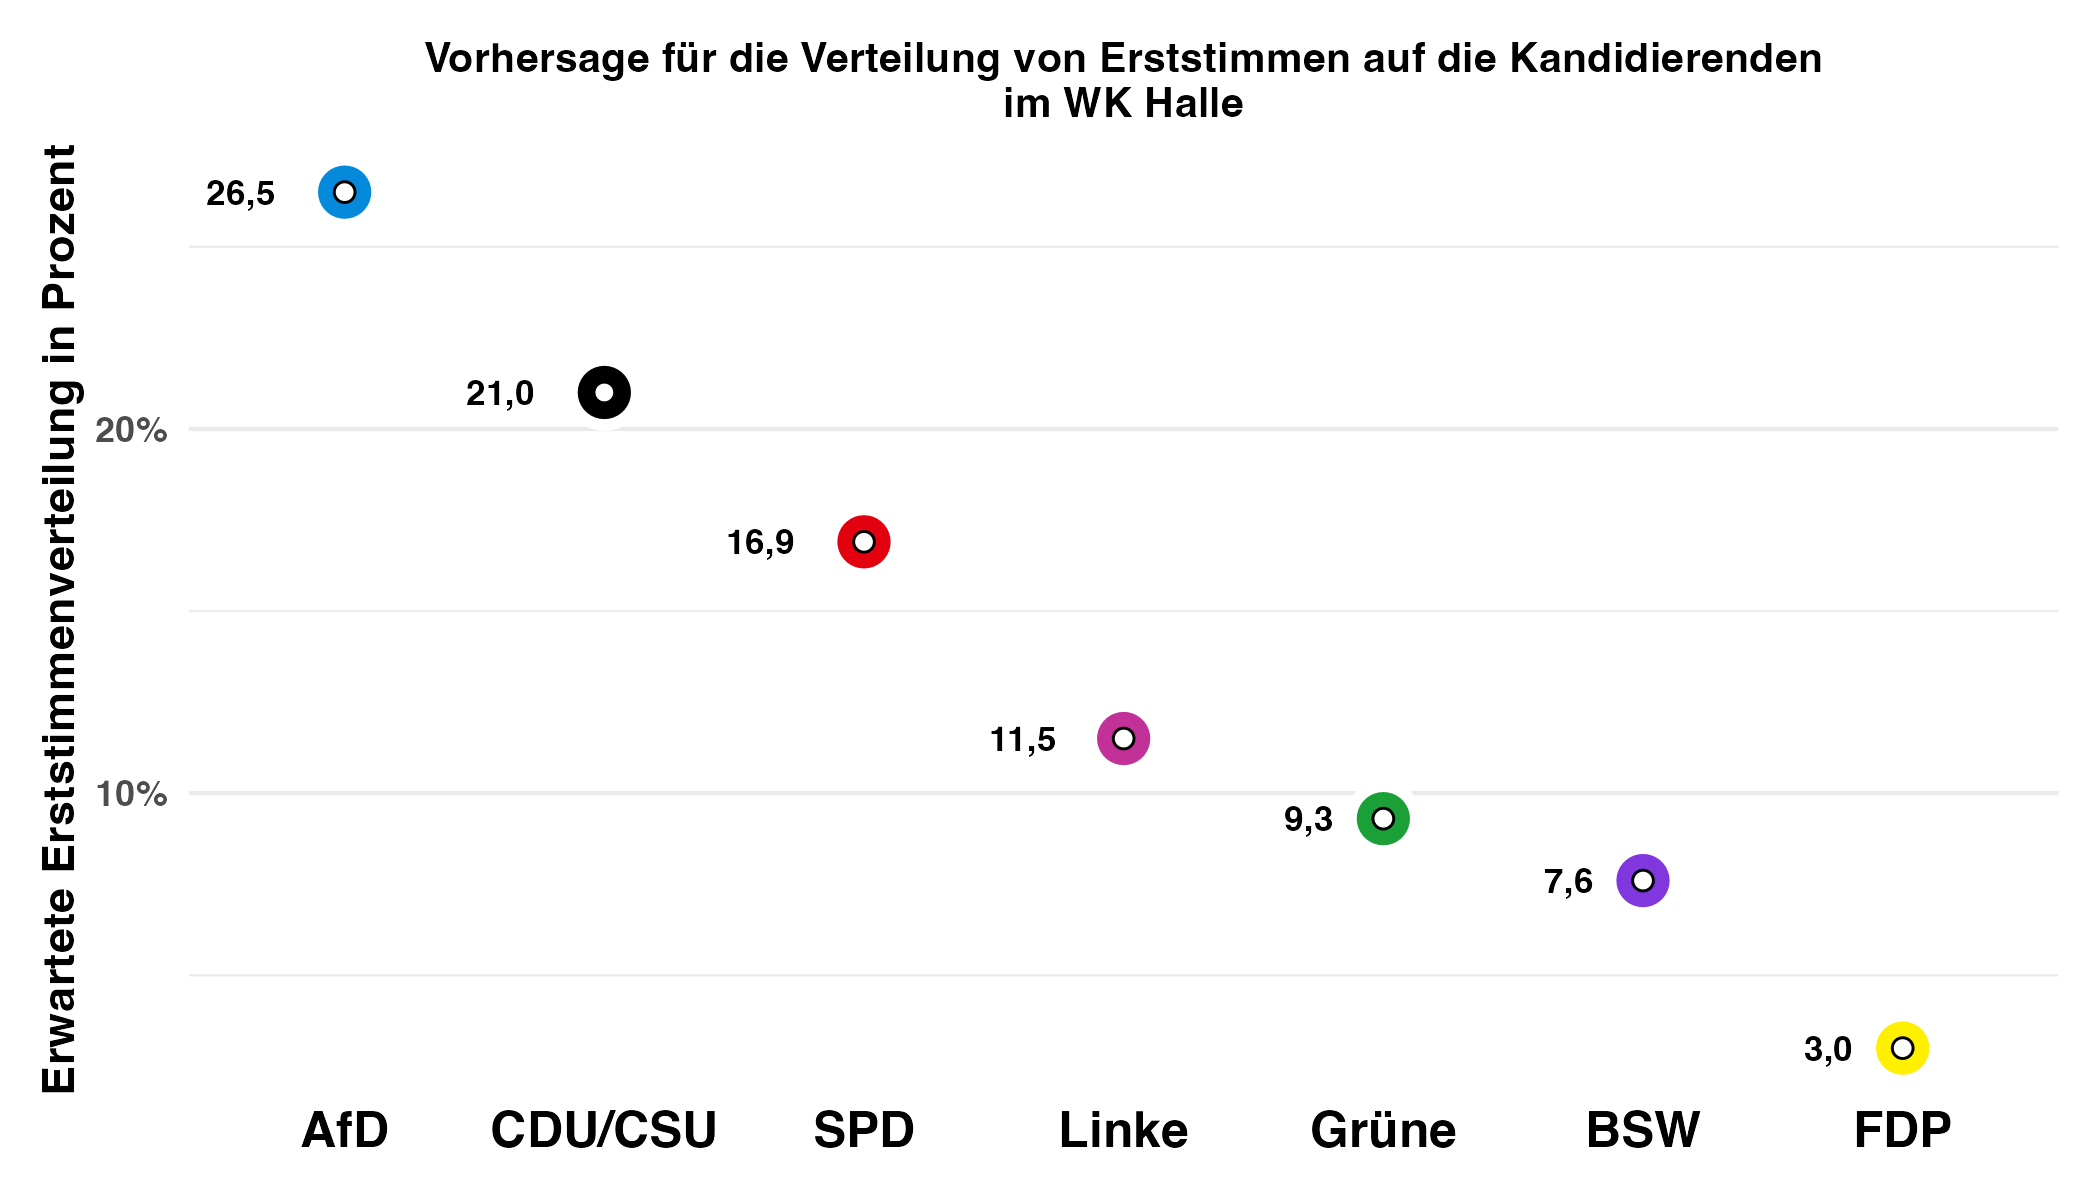 Vorhersage für die Verteilung von Erststimmen auf die Kandidierenden
im WK Halle
Erwartete Erststimmenverteilung in Prozent
20%
10%
26,5
21,0
16,9
11,5
9,3
7,6
3,0
AfD
CDU/CSU
SPD
Linke
Grüne
BSW
FDP